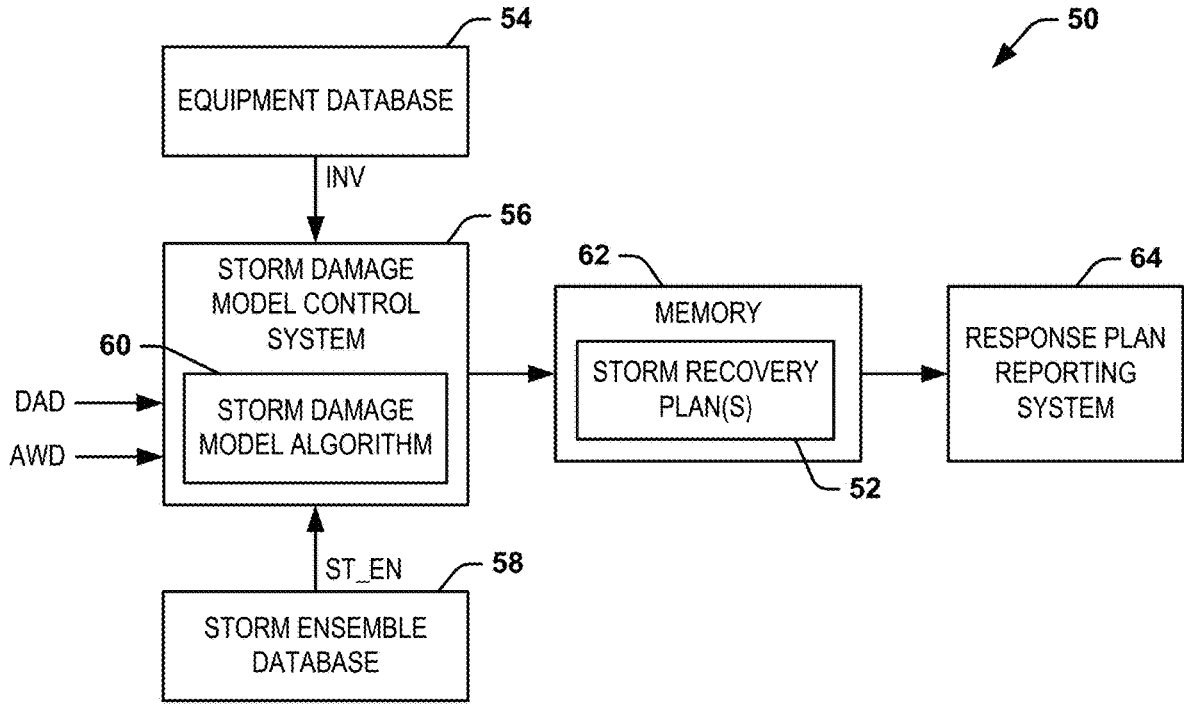 54
50
EQUIPMENT DATABASE
INV
56
STORM DAMAGE
MODEL CONTROL
SYSTEM
60
STORM DAMAGE
MODEL ALGORITHM
DAD
AWD
62
MEMORY
STORM RECOVERY
PLAN(S)
52
64
RESPONSE PLAN
REPORTING
SYSTEM
ST_EN
58
STORM ENSEMBLE
DATABASE